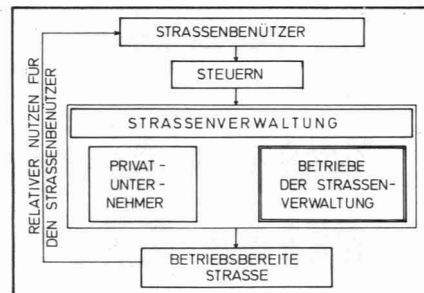 STRASSENBENÜTZER
STEUERN
STRASSENVERWALTUNG
PRIVAT-
UNTER-
NEHMER
BETRIEBE
DER STRASSEN-
VERWALTUNG
BETRIEBSBEREITE
STRASSE
RELATIVER NUTZEN FÜR
DEN STRASSENBENÜTZER